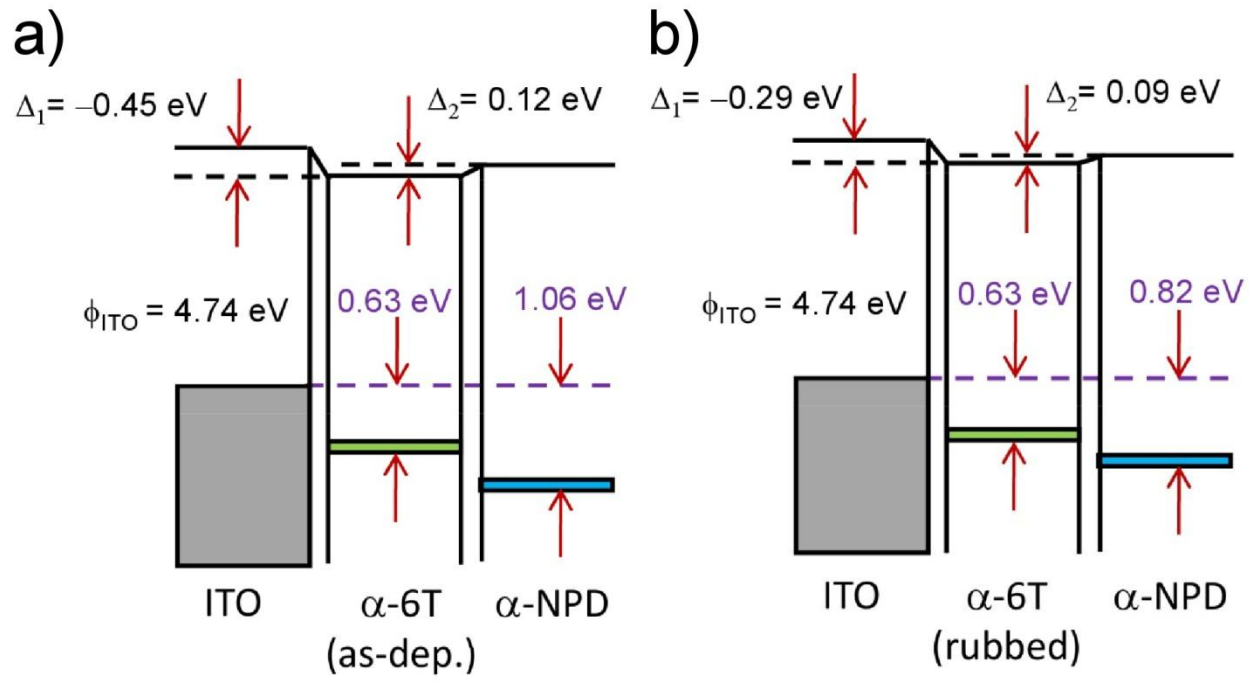 a)
Δ₁= −0.45 eV
Δ₂= 0.12 eV
ϕITO = 4.74 eV
0.63 eV
1.06 eV
ITO
α-6T
(as-dep.)
α-NPD
b)
Δ₁= −0.29 eV
Δ₂= 0.09 eV
ϕITO = 4.74 eV
0.63 eV
0.82 eV
ITO
α-6T
(rubbed)
α-NPD